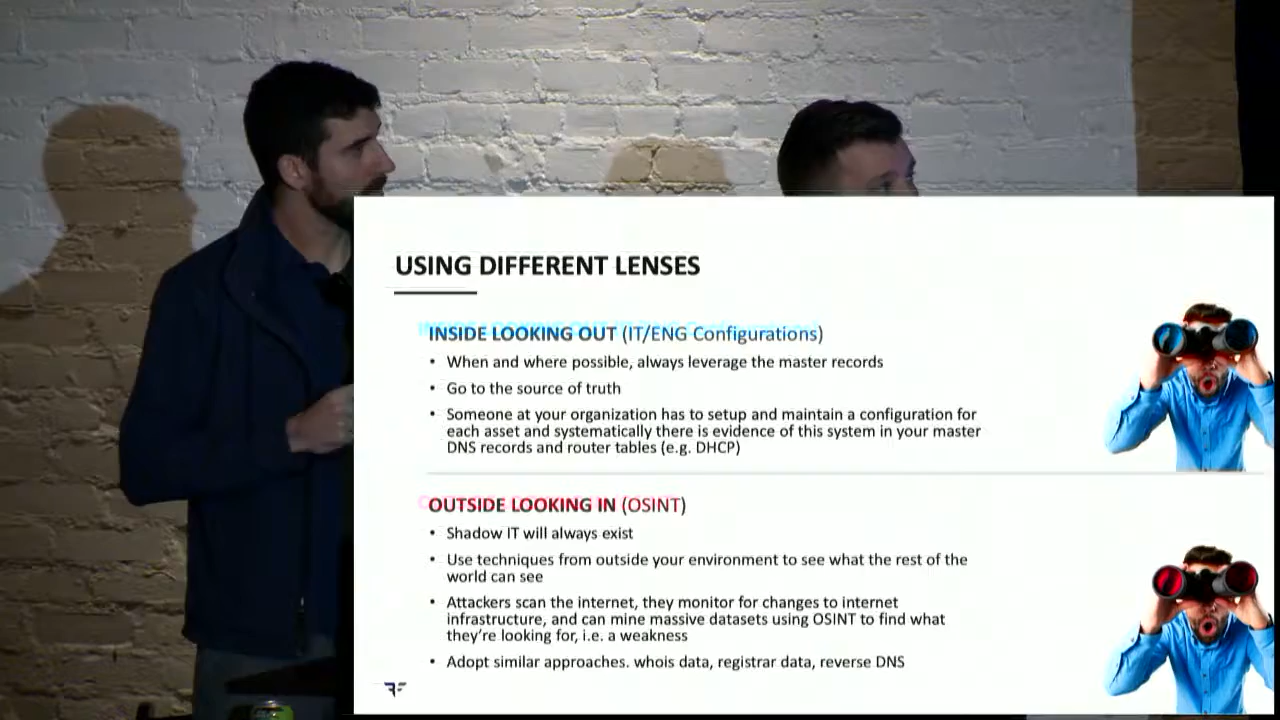 USING DIFFERENT LENSES
INSIDE LOOKING OUT (IT/ENG Configurations)
• When and where possible, always leverage the master records
• Go to the source of truth
• Someone at your organization has to setup and maintain a configuration for
each asset and systematically there is evidence of this system in your master
DNS records and router tables (e.g. DHCP)
OUTSIDE LOOKING IN (OSINT)
• Shadow IT will always exist
• Use techniques from outside your environment to see what the rest of the
world can see
• Attackers scan the internet, they monitor for changes to internet
infrastructure, and can mine massive datasets using OSINT to find what
they're looking for, i.e. a weakness
• Adopt similar approaches. whois data, registrar data, reverse DNS